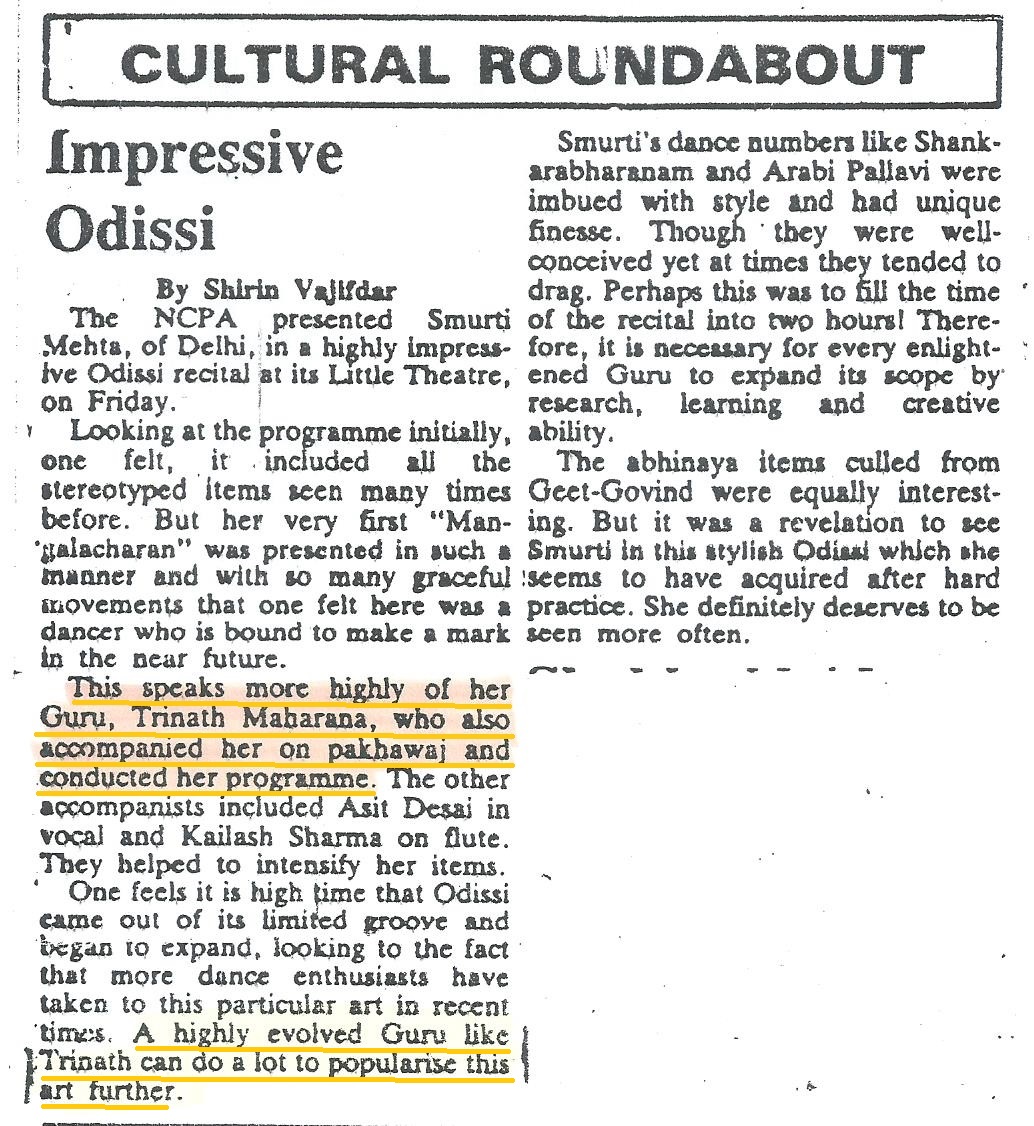 CULTURAL ROUNDABOUT
Impressive
Odissi
By Shirin Vajifdar
The NCPA presented Smurti
Mehta, of Delhi, in a highly impress-
ive Odissi recital at its Little Theatre,
on Friday.
Looking at the programme initially,
one felt, it included all the
stereotyped items seen many times
before. But her very first "Man-
galacharan" was presented in such a
manner and with so many graceful
movements that one felt here was a
dancer who is bound to make a mark
in the near future.
This speaks more highly of her
Guru, Trinath Maharana, who also
accompanied her on pakhawaj and
conducted her programme. The other
accompanists included Asit Desai in
vocal and Kailash Sharma on flute.
They helped to intensify her items.
One feels it is high time that Odissi
came out of its limited groove and
began to expand, looking to the fact
that more dance enthusiasts have
taken to this particular art in recent
times. A highly evolved Guru like
Trinath can do a lot to popularise this
art further.
Smurti's dance numbers like Shank-
arabharanam and Arabi Pallavi were
imbued with style and had unique
finesse. Though they were well-
conceived yet at times they tended to
drag. Perhaps this was to fill the time
of the recital into two hours! There-
fore, it is necessary for every enlight-
ened Guru to expand its scope by
research, learning and creative
ability.
The abhinaya items culled from
Geet-Govind were equally interest-
ing. But it was a revelation to see
Smurti in this stylish Odissi which she
seems to have acquired after hard
practice. She definitely deserves to be
seen more often.